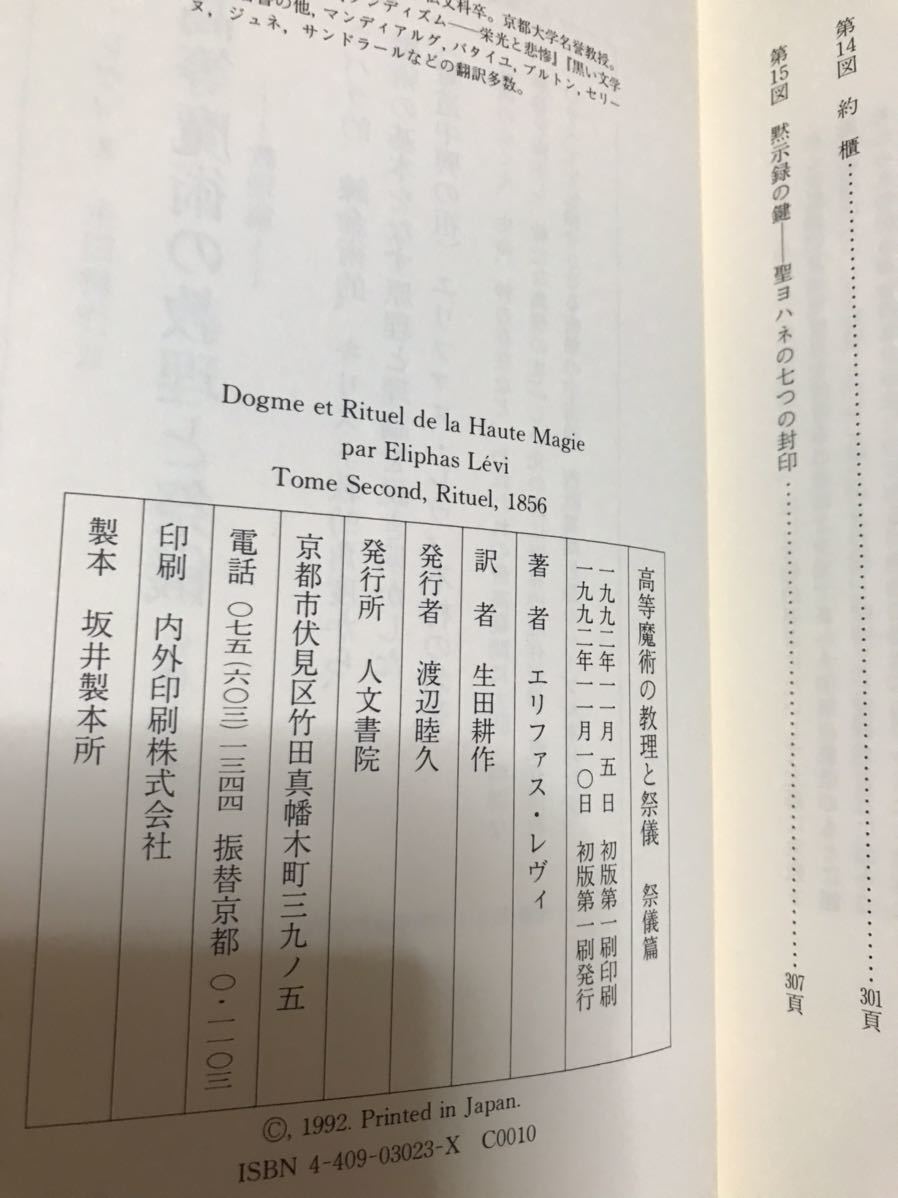 第14図 約櫃……………………301頁
第15図 黙示録の鍵――聖ヨハネの七つの封印……………………307頁
仏文科卒。京都大学名誉教授。
ダンディズム――栄光と悲惨』『黒い文学
の他，マンディアルグ，バタイユ，ブルトン，セリー
ヌ，ジュネ，サンドラールなどの翻訳多数。
Dogme et Rituel de la Haute Magie
par Eliphas Lévi
Tome Second, Rituel, 1856
高等魔術の教理と祭儀 祭儀篇
一九九二年一一月 五 日 初版第一刷印刷
一九九二年一一月一〇日 初版第一刷発行
著 者 エリファス・レヴィ
訳 者 生田耕作
発行者 渡辺睦久
発行所 人文書院
京都市伏見区竹田真幡木町三九ノ五
電話 〇七五(六〇三)一三四四 振替京都 〇・一一〇三
印刷 内外印刷株式会社
製本 坂井製本所
©, 1992. Printed in Japan.
ISBN 4-409-03023-X C0010